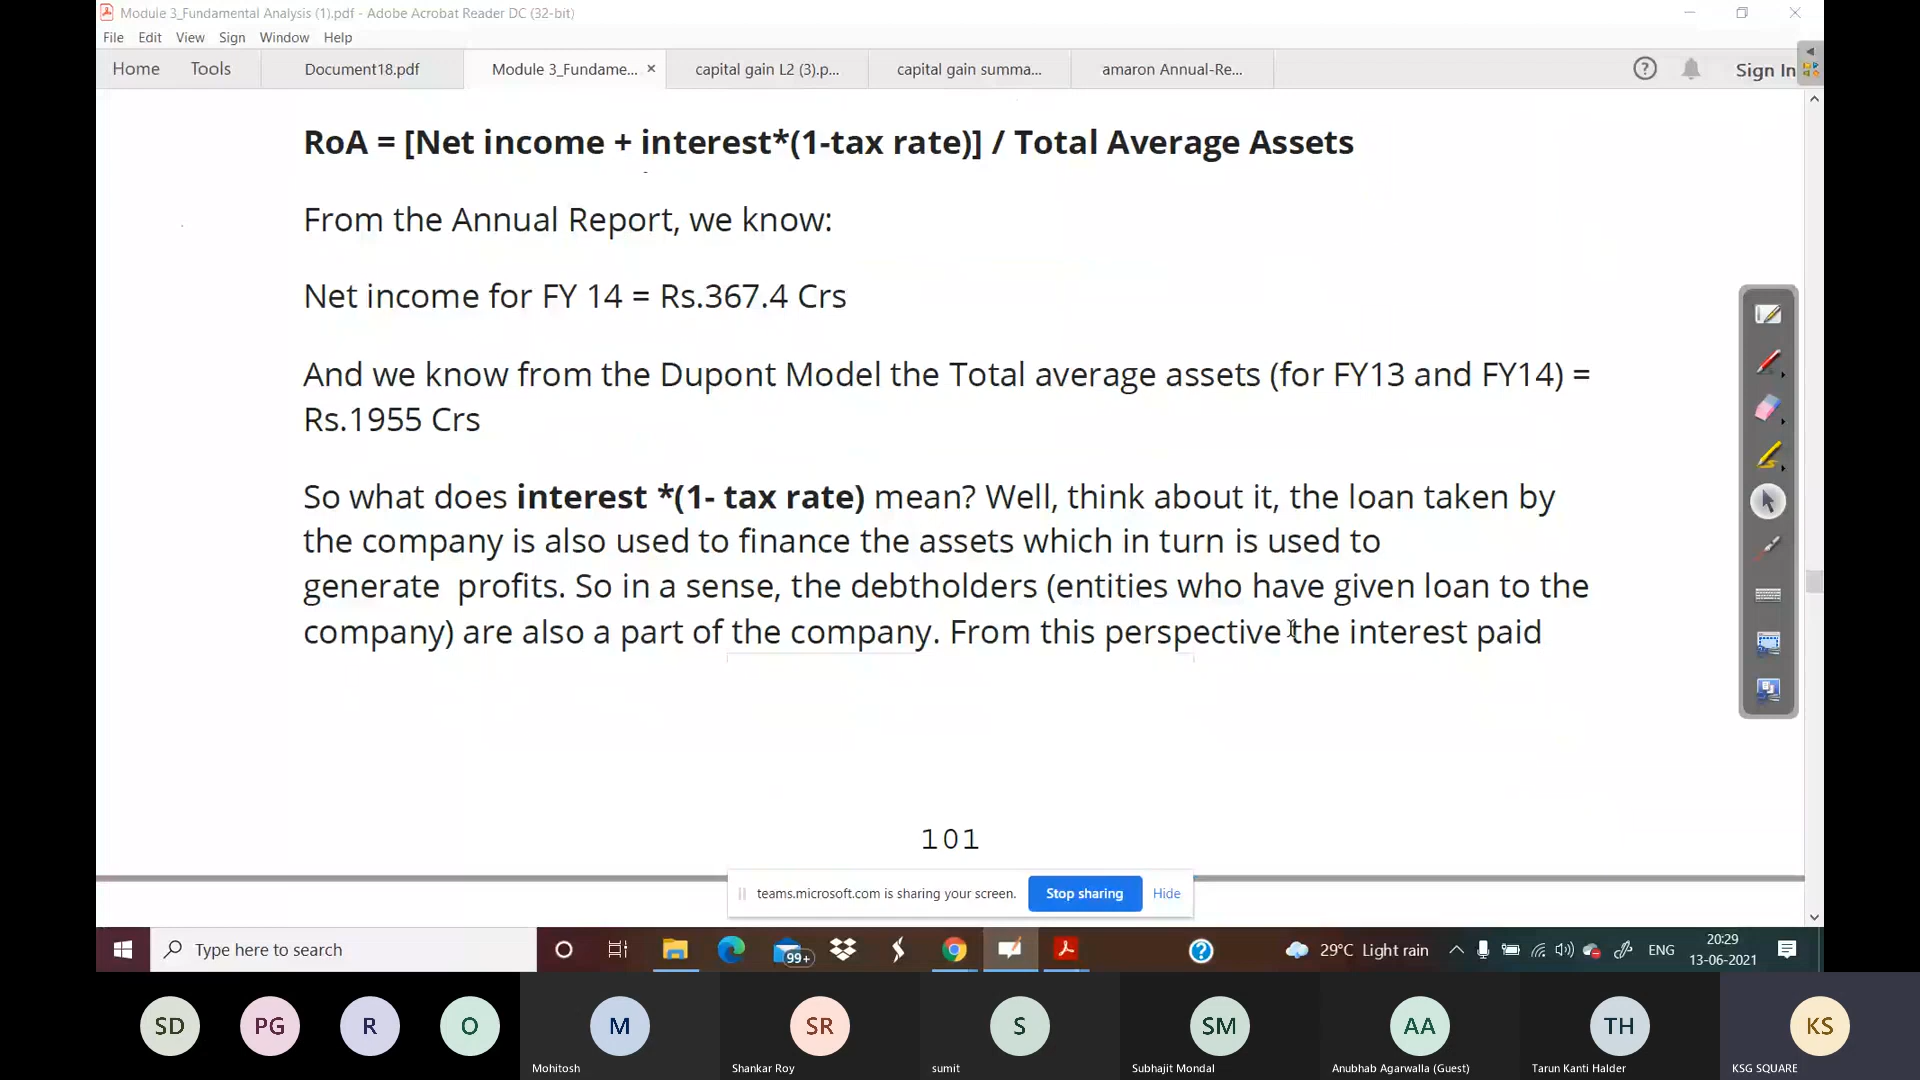 Module 3_Fundamental Analysis (1).pdf - Adobe Acrobat Reader DC (32-bit)
File Edit View Sign Window Help
Home Tools Document18.pdf Module 3_Fundame... × capital gain L2 (3).p... capital gain summa... amaron Annual-Re... Sign In
RoA = [Net income + interest*(1-tax rate)] / Total Average Assets
From the Annual Report, we know:
Net income for FY 14 = Rs.367.4 Crs
And we know from the Dupont Model the Total average assets (for FY13 and FY14) =
Rs.1955 Crs
So what does interest *(1- tax rate) mean? Well, think about it, the loan taken by
the company is also used to finance the assets which in turn is used to
generate profits. So in a sense, the debtholders (entities who have given loan to the
company) are also a part of the company. From this perspective the interest paid
101
teams.microsoft.com is sharing your screen. Stop sharing Hide
Type here to search 99+ 29°C Light rain ENG 20:29
13-06-2021
SD PG R O M SR S SM AA TH KS
Mohitosh Shankar Roy sumit Subhajit Mondal Anubhab Agarwalla (Guest) Tarun Kanti Halder KSG SQUARE